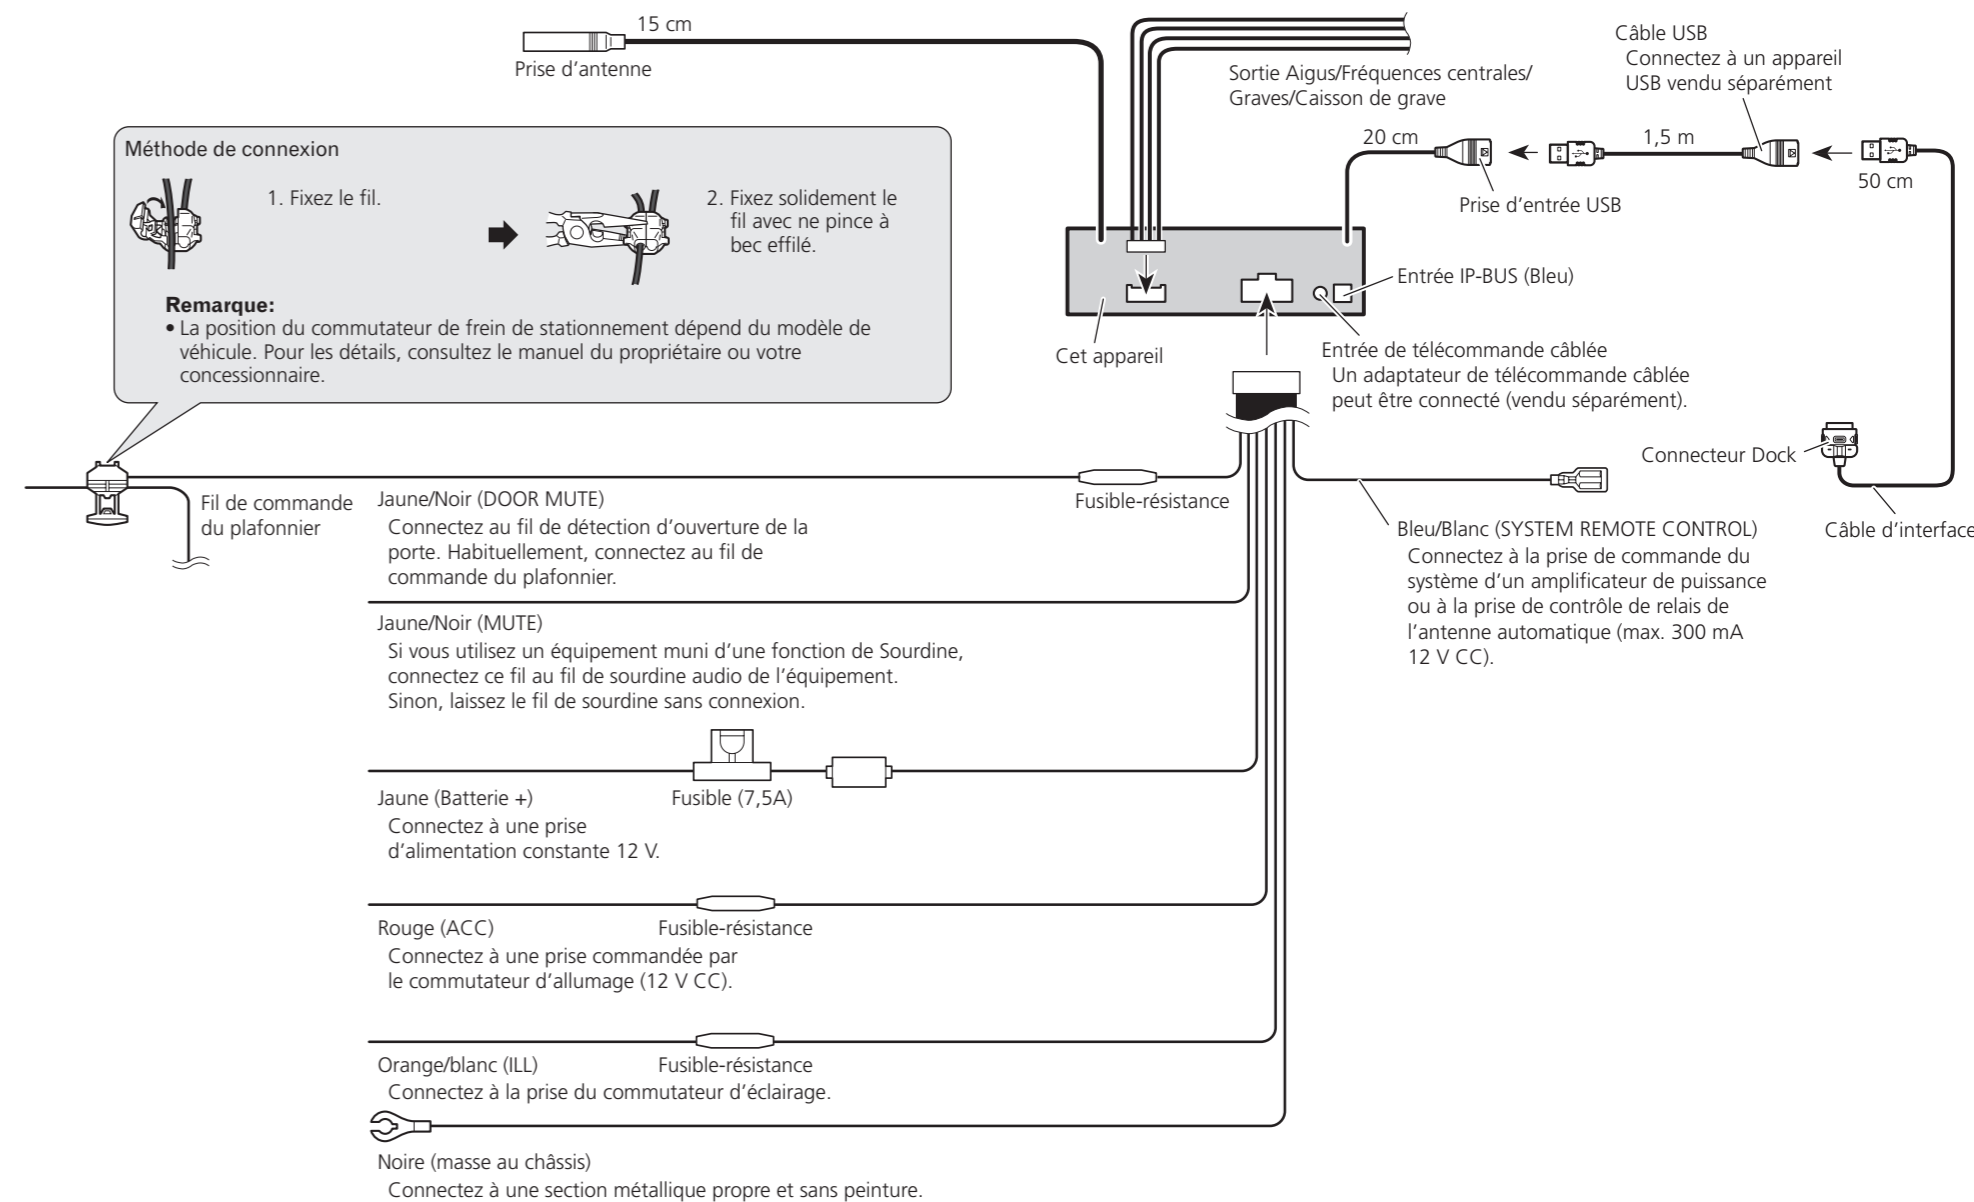 15 cm
Prise d'antenne
Sortie Aigus/Fréquences centrales/
Graves/Caisson de grave
Câble USB
Connectez à un appareil
USB vendu séparément
20 cm
1,5 m
50 cm
Prise d'entrée USB
Méthode de connexion
1. Fixez le fil.
2. Fixez solidement le
fil avec ne pince à
bec effilé.
Remarque:
• La position du commutateur de frein de stationnement dépend du modèle de
véhicule. Pour les détails, consultez le manuel du propriétaire ou votre
concessionnaire.
Entrée IP-BUS (Bleu)
Cet appareil
Entrée de télécommande câblée
Un adaptateur de télécommande câblée
peut être connecté (vendu séparément).
Connecteur Dock
Câble d'interface
Fil de commande
du plafonnier
Jaune/Noir (DOOR MUTE)
Fusible-résistance
Connectez au fil de détection d'ouverture de la
porte. Habituellement, connectez au fil de
commande du plafonnier.
Bleu/Blanc (SYSTEM REMOTE CONTROL)
Connectez à la prise de commande du
système d'un amplificateur de puissance
ou à la prise de contrôle de relais de
l'antenne automatique (max. 300 mA
12 V CC).
Jaune/Noir (MUTE)
Si vous utilisez un équipement muni d'une fonction de Sourdine,
connectez ce fil au fil de sourdine audio de l'équipement.
Sinon, laissez le fil de sourdine sans connexion.
Jaune (Batterie +)
Fusible (7,5A)
Connectez à une prise
d'alimentation constante 12 V.
Rouge (ACC)
Fusible-résistance
Connectez à une prise commandée par
le commutateur d'allumage (12 V CC).
Orange/blanc (ILL)
Fusible-résistance
Connectez à la prise du commutateur d'éclairage.
Noire (masse au châssis)
Connectez à une section métallique propre et sans peinture.